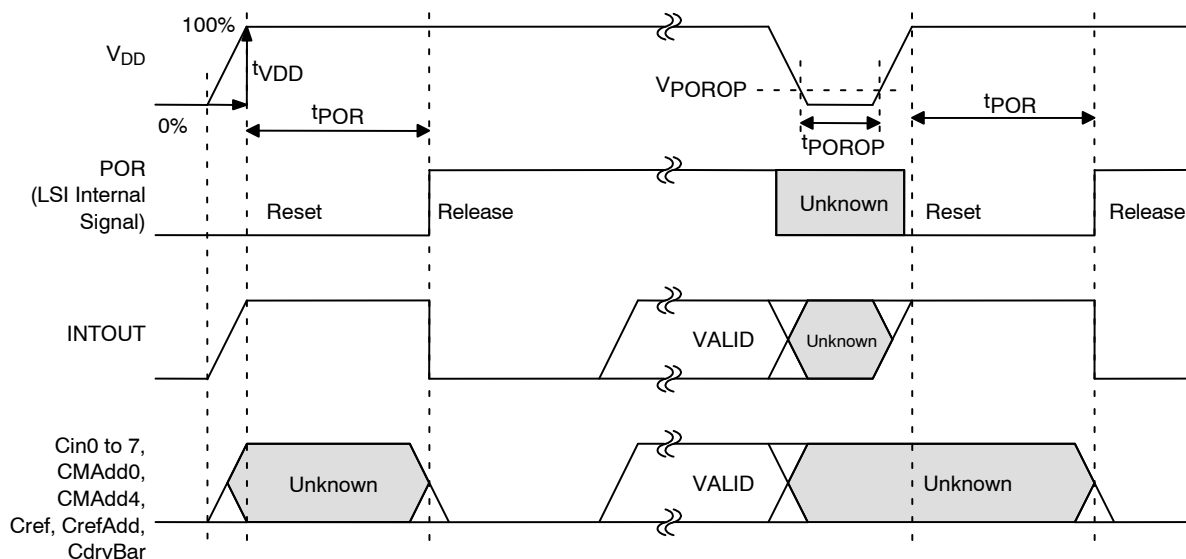 100%
VDD
tVDD
0%
tPOR
VPOROP
tPOROP
tPOR
POR
(LSI Internal
Signal)
Reset
Release
Unknown
Reset
Release
INTOUT
VALID
Unknown
Cin0 to 7,
CMAdd0,
CMAdd4,
Cref, CrefAdd,
CdrvBar
Unknown
VALID
Unknown